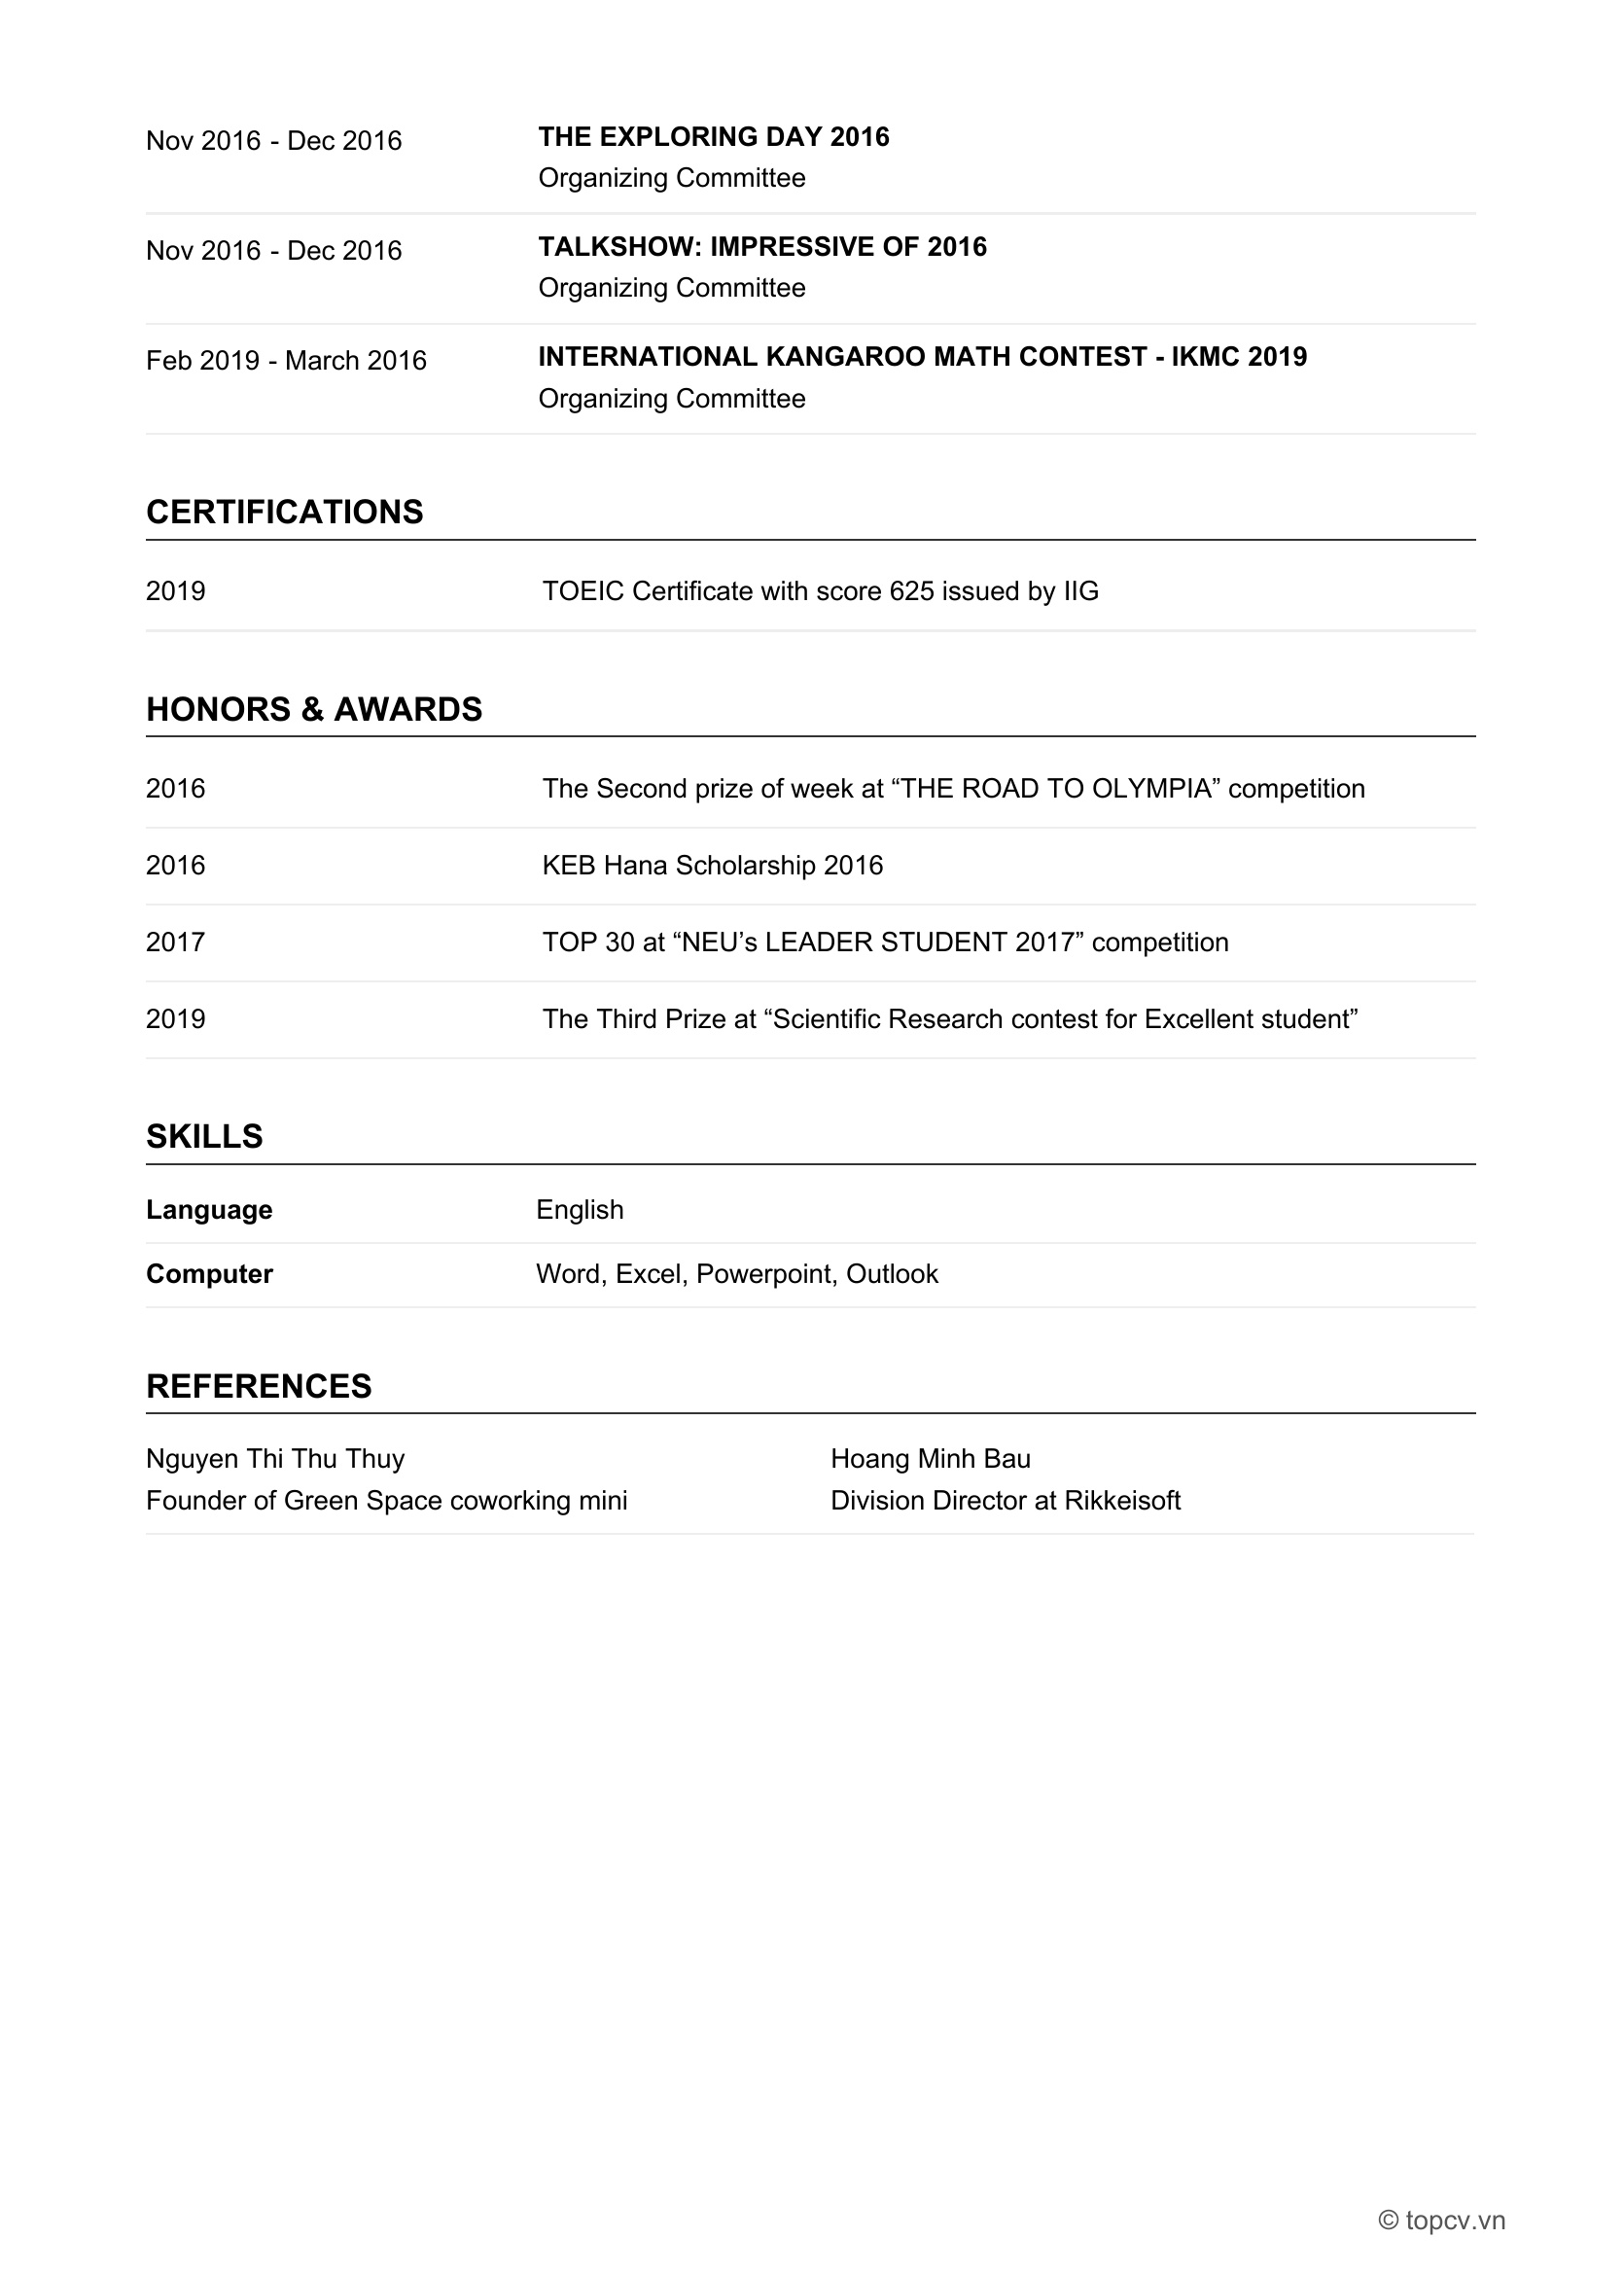 Nov 2016 - Dec 2016
THE EXPLORING DAY 2016
Organizing Committee
Nov 2016 - Dec 2016
TALKSHOW: IMPRESSIVE OF 2016
Organizing Committee
Feb 2019 - March 2016
INTERNATIONAL KANGAROO MATH CONTEST - IKMC 2019
Organizing Committee
CERTIFICATIONS
2019 TOEIC Certificate with score 625 issued by IIG
HONORS & AWARDS
2016 The Second prize of week at “THE ROAD TO OLYMPIA” competition
2016 KEB Hana Scholarship 2016
2017 TOP 30 at “NEU’s LEADER STUDENT 2017” competition
2019 The Third Prize at “Scientific Research contest for Excellent student”
SKILLS
Language English
Computer Word, Excel, Powerpoint, Outlook
REFERENCES
Nguyen Thi Thu Thuy
Founder of Green Space coworking mini
Hoang Minh Bau
Division Director at Rikkeisoft
© topcv.vn